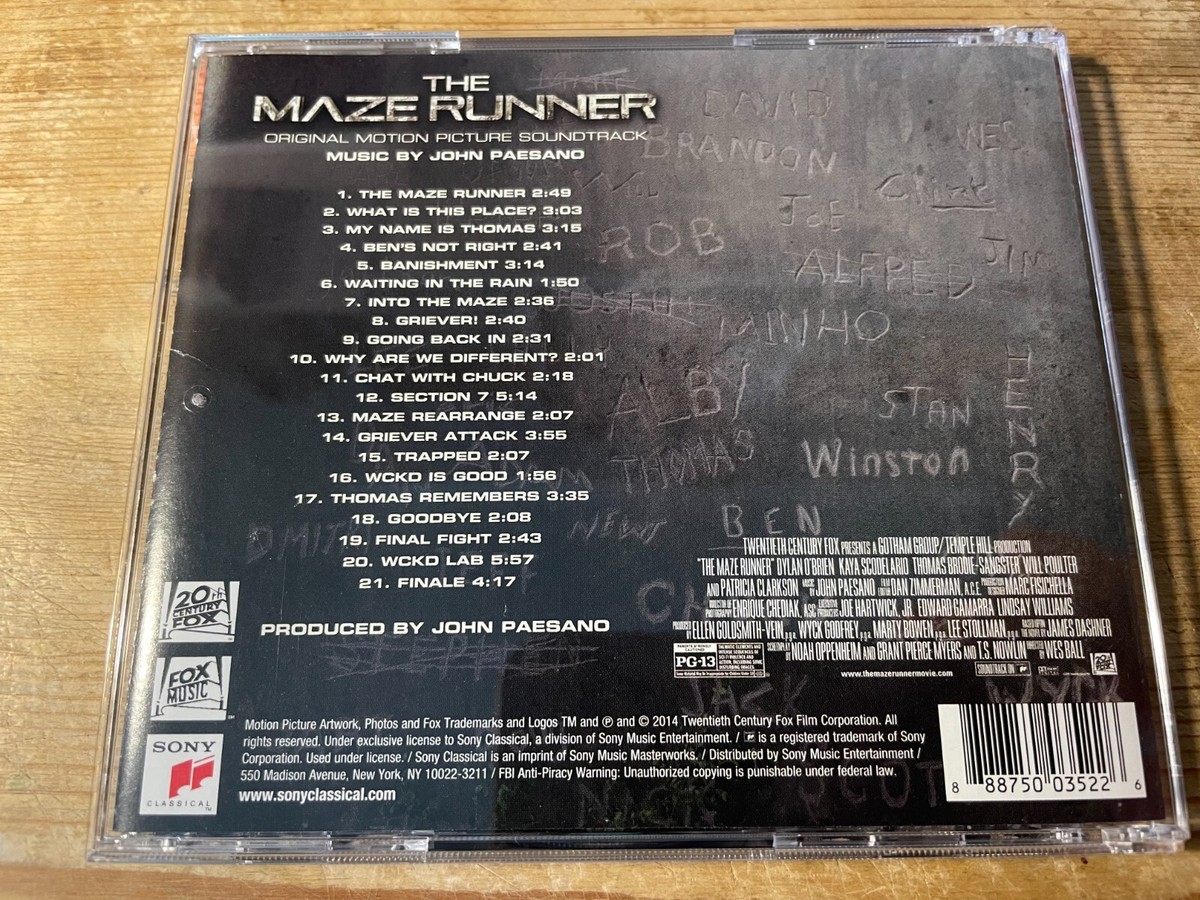 THE
MAZE RUNNER
ORIGINAL MOTION PICTURE SOUNDTRACK
MUSIC BY JOHN PAESANO
1. THE MAZE RUNNER 2:49
2. WHAT IS THIS PLACE? 3:03
3. MY NAME IS THOMAS 3:15
4. BEN'S NOT RIGHT 2:41
5. BANISHMENT 3:14
6. WAITING IN THE RAIN 1:50
7. INTO THE MAZE 2:36
8. GRIEVER! 2:40
9. GOING BACK IN 2:31
10. WHY ARE WE DIFFERENT? 2:01
11. CHAT WITH CHUCK 2:18
12. SECTION 7 5:14
13. MAZE REARRANGE 2:07
14. GRIEVER ATTACK 3:55
15. TRAPPED 2:07
16. WCKD IS GOOD 1:56
17. THOMAS REMEMBERS 3:35
18. GOODBYE 2:08
19. FINAL FIGHT 2:43
20. WCKD LAB 5:57
21. FINALE 4:17
PRODUCED BY JOHN PAESANO
DAVID
BRANDON
WES
Clink
JOE
ROB
JIM
ALFRED
MINHO
HENRY
ALBY
STAN
THOMAS
Winston
NEWT
BEN
DMITRI
JACK
WYCK
TWENTIETH CENTURY FOX PRESENTS A GOTHAM GROUP/TEMPLE HILL PRODUCTION
"THE MAZE RUNNER" DYLAN O'BRIEN KAYA SCODELARIO THOMAS BRODIE-SANGSTER WILL POULTER
AND PATRICIA CLARKSON MUSIC BY JOHN PAESANO FILM EDITOR DAN ZIMMERMAN, A.C.E. PRODUCTION DESIGNER MARC FISICHELLA
DIRECTOR OF PHOTOGRAPHY ENRIQUE CHEDIAK, ASC EXECUTIVE PRODUCERS JOE HARTWICK, JR. EDWARD GAMARRA LINDSAY WILLIAMS
PRODUCED BY ELLEN GOLDSMITH-VEIN, WYCK GODFREY, MARTY BOWEN, LEE STOLLMAN, BASED UPON THE NOVEL BY JAMES DASHNER
SCREENPLAY BY NOAH OPPENHEIM AND GRANT PIERCE MYERS AND T.S. NOWLIN DIRECTED BY WES BALL
PARENTS STRONGLY CAUTIONED
PG-13
www.themazerunnermovie.com
SOUNDTRACK ON
20TH
CENTURY
FOX
FOX
MUSIC
SONY
CLASSICAL
Motion Picture Artwork, Photos and Fox Trademarks and Logos TM and ℗ and © 2014 Twentieth Century Fox Film Corporation. All
rights reserved. Under exclusive license to Sony Classical, a division of Sony Music Entertainment. / is a registered trademark of Sony
Corporation. Used under license. / Sony Classical is an imprint of Sony Music Masterworks. / Distributed by Sony Music Entertainment /
550 Madison Avenue, New York, NY 10022-3211 / FBI Anti-Piracy Warning: Unauthorized copying is punishable under federal law.
www.sonyclassical.com
8 88750 03522 6